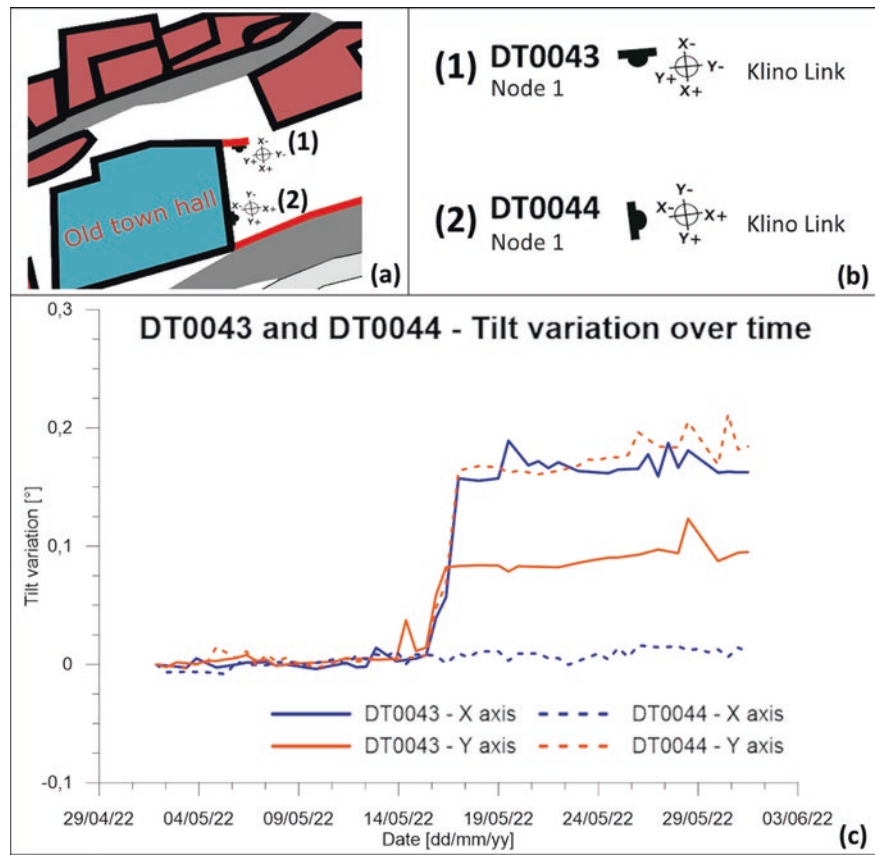 Old town hall
X-
Y+
Y-
X+
(1)
Y-
X-
X+
Y+
(2)
(a)
(1) DT0043
Node 1
X-
Y+
Y-
X+
Klino Link
(2) DT0044
Node 1
Y-
X-
X+
Y+
Klino Link
(b)
DT0043 and DT0044 - Tilt variation over time
Tilt variation [°]
0,3
0,2
0,1
0
-0,1
DT0043 - X axis
DT0044 - X axis
DT0043 - Y axis
DT0044 - Y axis
29/04/22
04/05/22
09/05/22
14/05/22
19/05/22
24/05/22
29/05/22
03/06/22
Date [dd/mm/yy]
(c)